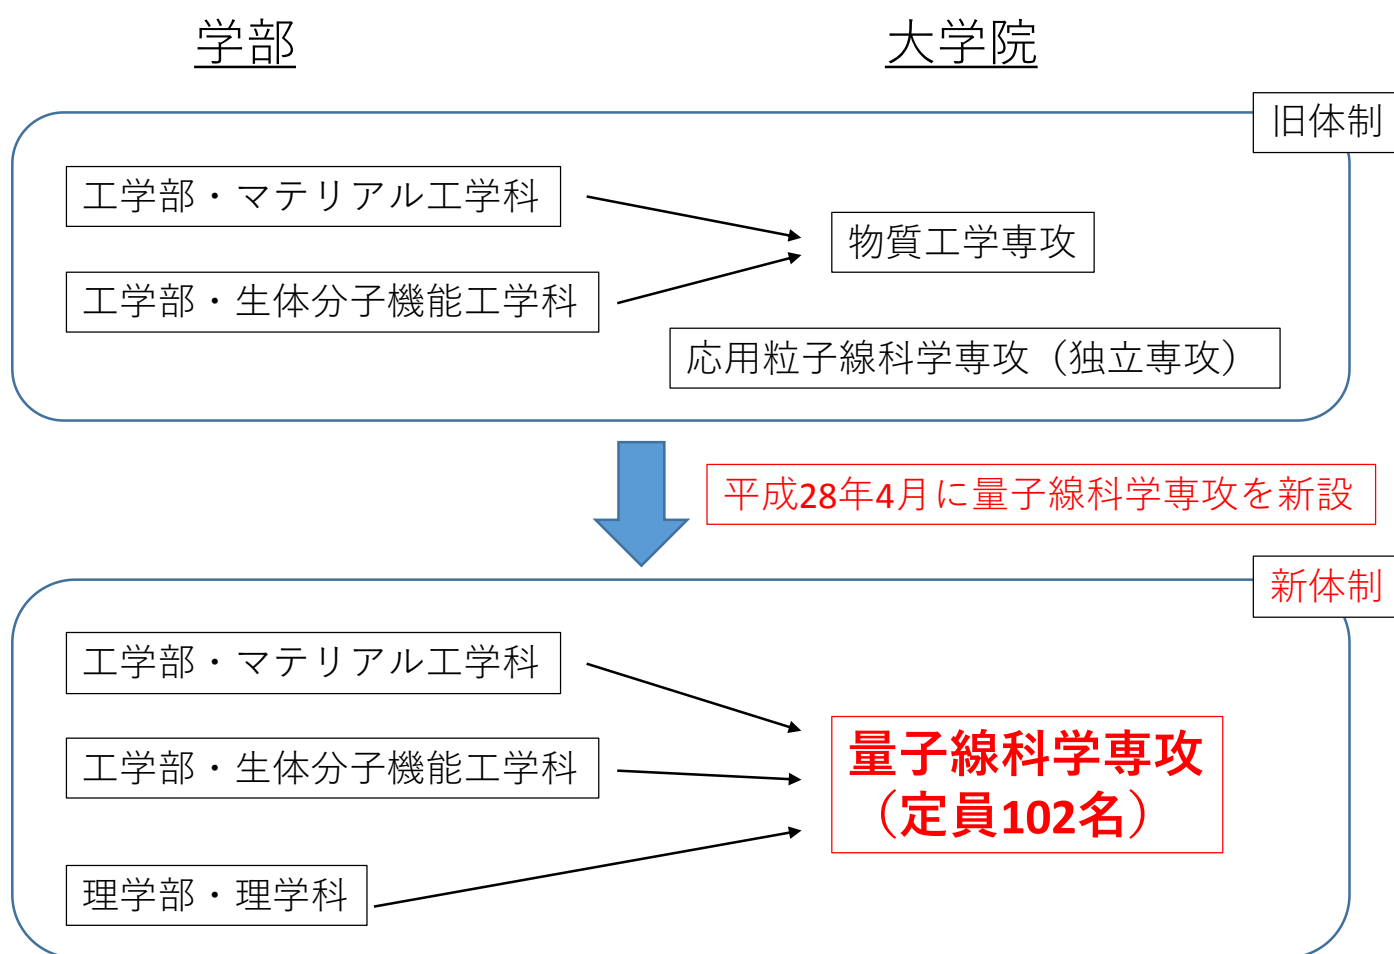 学部
大学院
旧体制
工学部・マテリアル工学科
物質工学専攻
工学部・生体分子機能工学科
応用粒子線科学専攻（独立専攻）
平成28年4月に量子線科学専攻を新設
新体制
工学部・マテリアル工学科
工学部・生体分子機能工学科
量子線科学専攻
（定員102名）
理学部・理学科